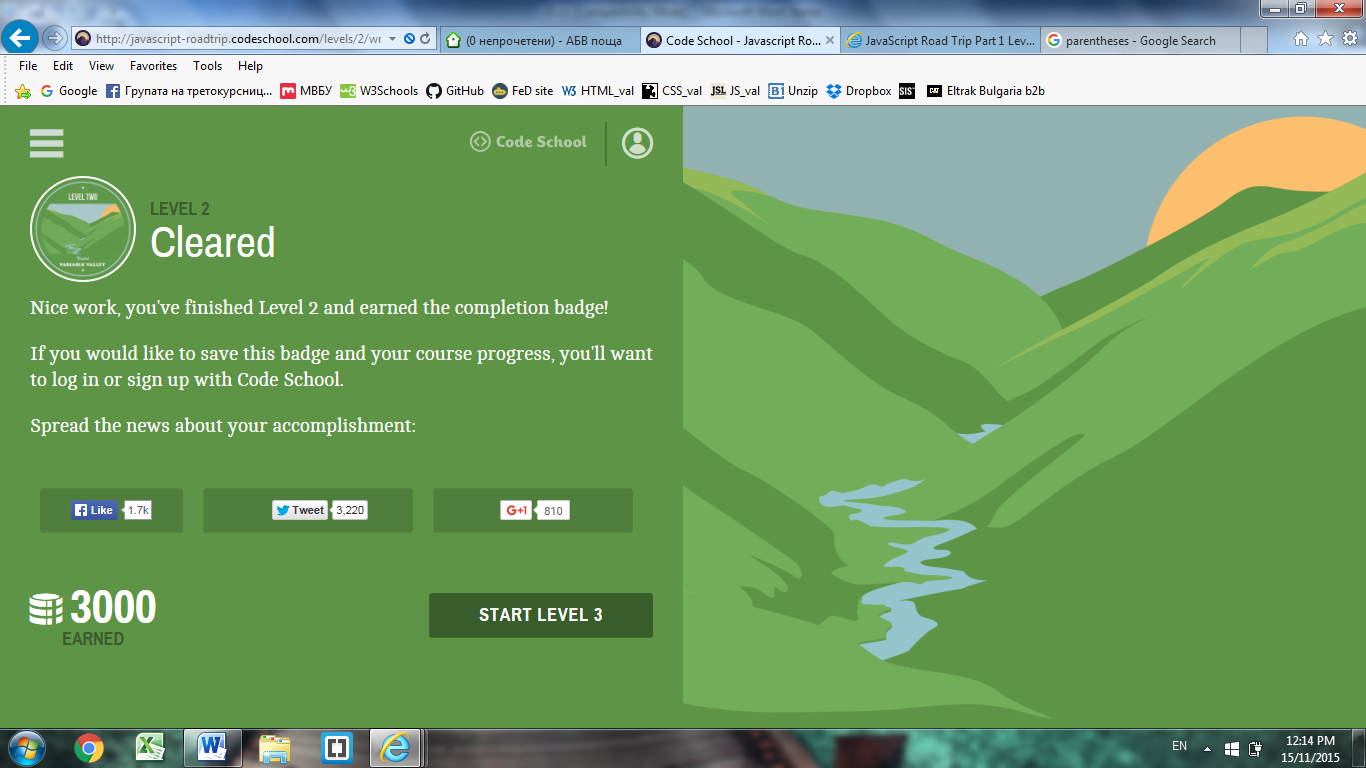 http://javascript-roadtrip.codeschool.com/levels/2/wr
(0 непрочетени) - АБВ поща
Code School - Javascript Ro...
JavaScript Road Trip Part 1 Lev...
parentheses - Google Search
File Edit View Favorites Tools Help
Google
Групата на третокурсниц...
МВБУ
W3Schools
GitHub
FeD site
HTML_val
CSS_val
JS_val
Unzip
Dropbox
Eltrak Bulgaria b2b
Code School
LEVEL TWO
VARIABLE VALLEY
LEVEL 2
Cleared
Nice work, you've finished Level 2 and earned the completion badge!
If you would like to save this badge and your course progress, you'll want
to log in or sign up with Code School.
Spread the news about your accomplishment:
Like 1.7k
Tweet 3,220
G+1 810
3000
EARNED
START LEVEL 3
EN
12:14 PM
15/11/2015